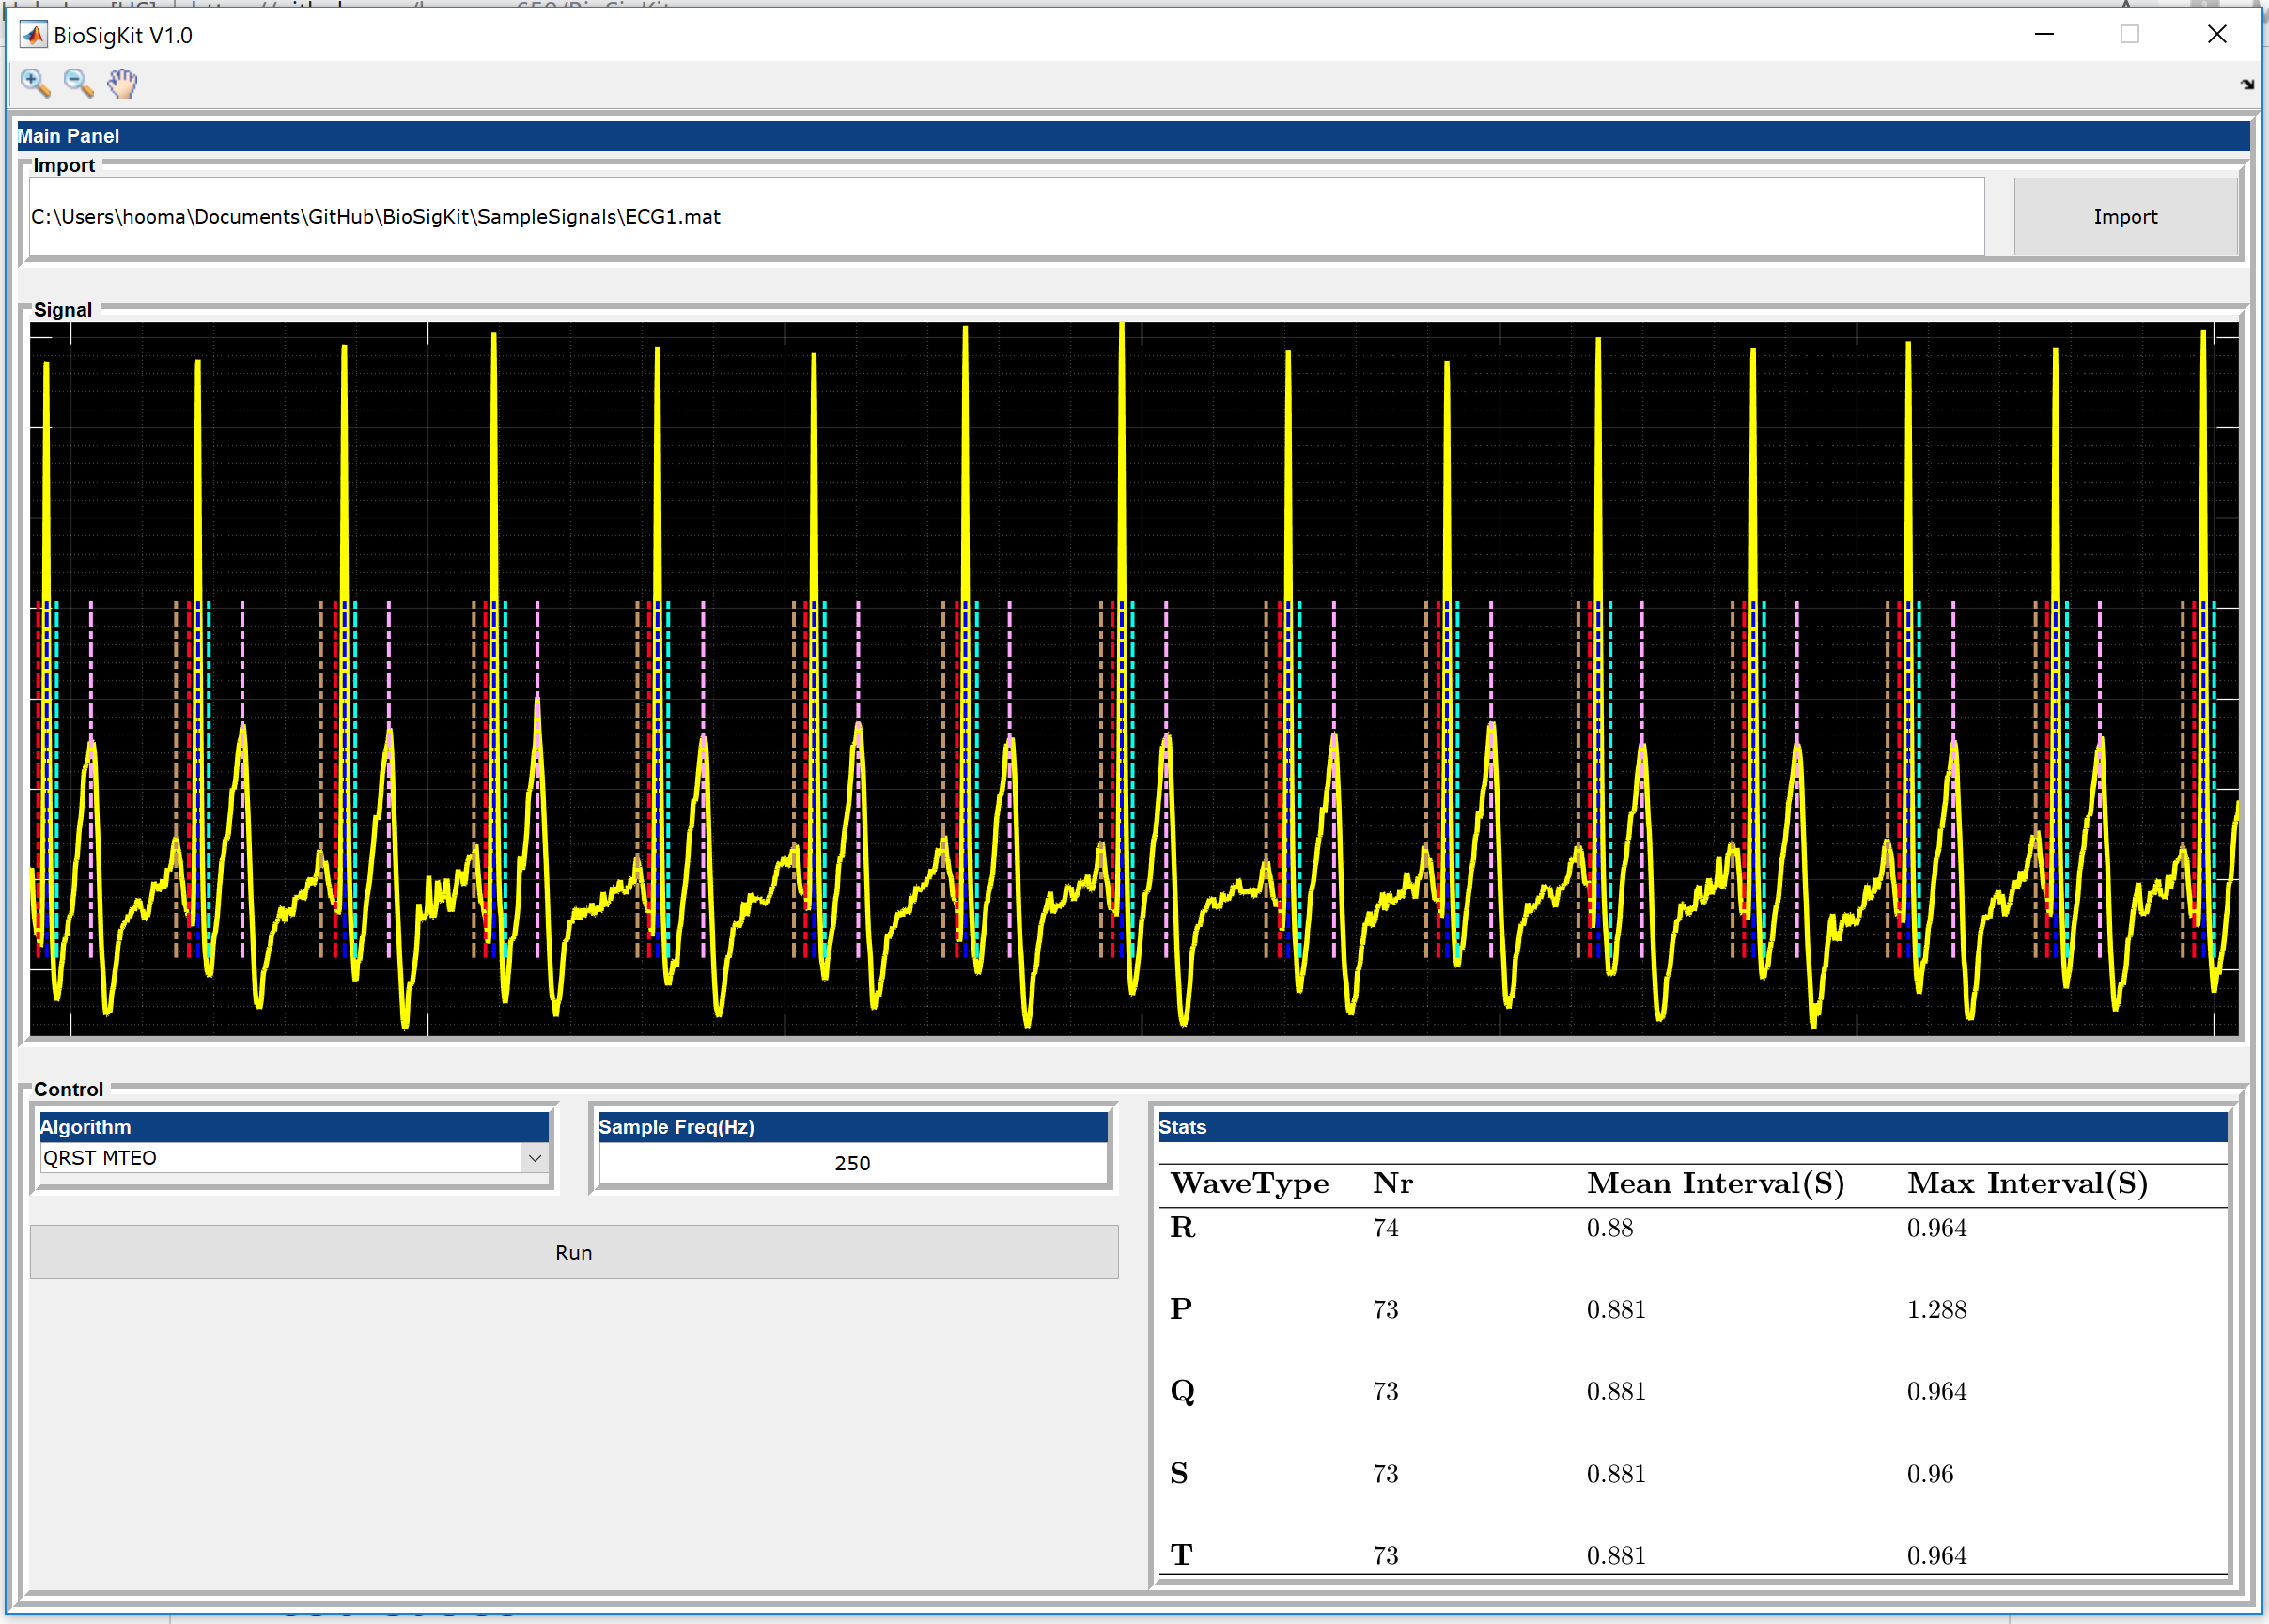 BioSigKit V1.0
Main Panel
Import
C:\Users\hooma\Documents\GitHub\BioSigKit\SampleSignals\ECG1.mat
Import
Signal
Control
Algorithm
QRST MTEO
Sample Freq(Hz)
250
Run
Stats
WaveType Nr Mean Interval(S) Max Interval(S)
R 74 0.88 0.964
P 73 0.881 1.288
Q 73 0.881 0.964
S 73 0.881 0.96
T 73 0.881 0.964